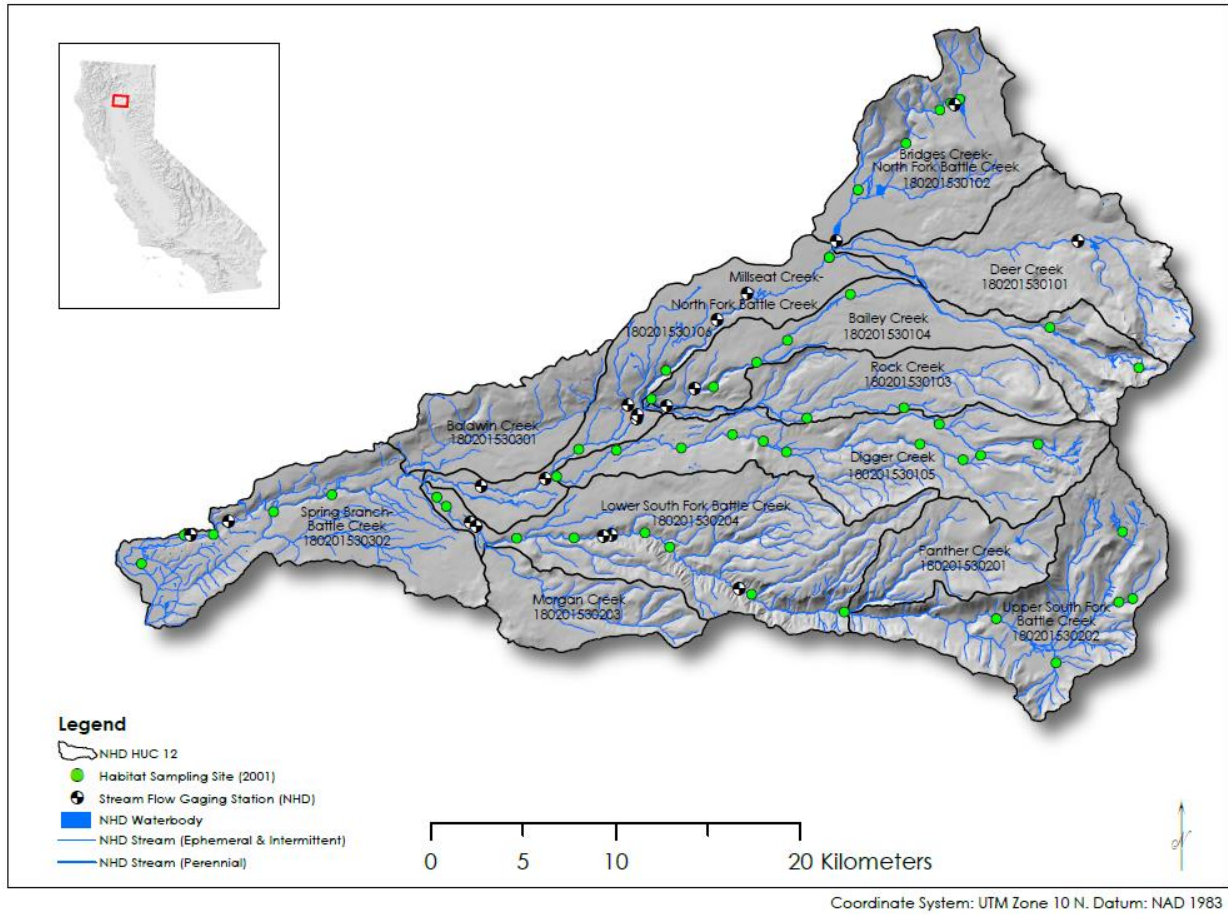 Bridges Creek-
North Fork Battle Creek
180201530102
Deer Creek
180201530101
Millseat Creek-
North Fork Battle Creek
180201530106
Bailey Creek
180201530104
Rock Creek
180201530103
Baldwin Creek
180201530301
Digger Creek
180201530105
Lower South Fork Battle Creek
180201530204
Spring Branch-
Battle Creek
180201530302
Panther Creek
180201530201
Morgan Creek
180201530203
Upper South Fork
Battle Creek
180201530202
Legend
NHD HUC 12
Habitat Sampling Site (2001)
Stream Flow Gaging Station (NHD)
NHD Waterbody
NHD Stream (Ephemeral & Intermittent)
NHD Stream (Perennial)
0 5 10 20 Kilometers
N
Coordinate System: UTM Zone 10 N. Datum: NAD 1983